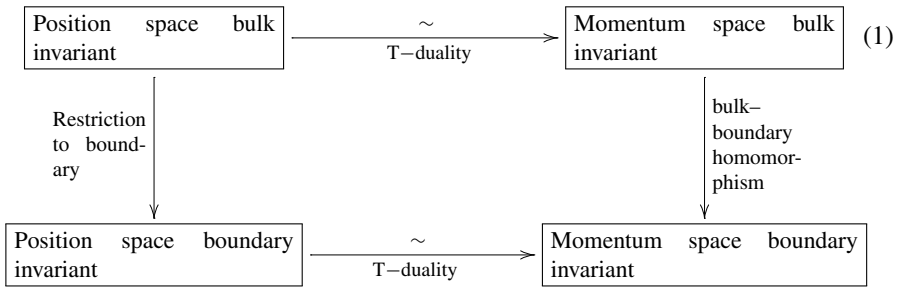 Position space bulk
invariant
∼
T−duality
Momentum space bulk
invariant
(1)
Restriction
to bound-
ary
bulk–
boundary
homomor-
phism
Position space boundary
invariant
∼
T−duality
Momentum space boundary
invariant